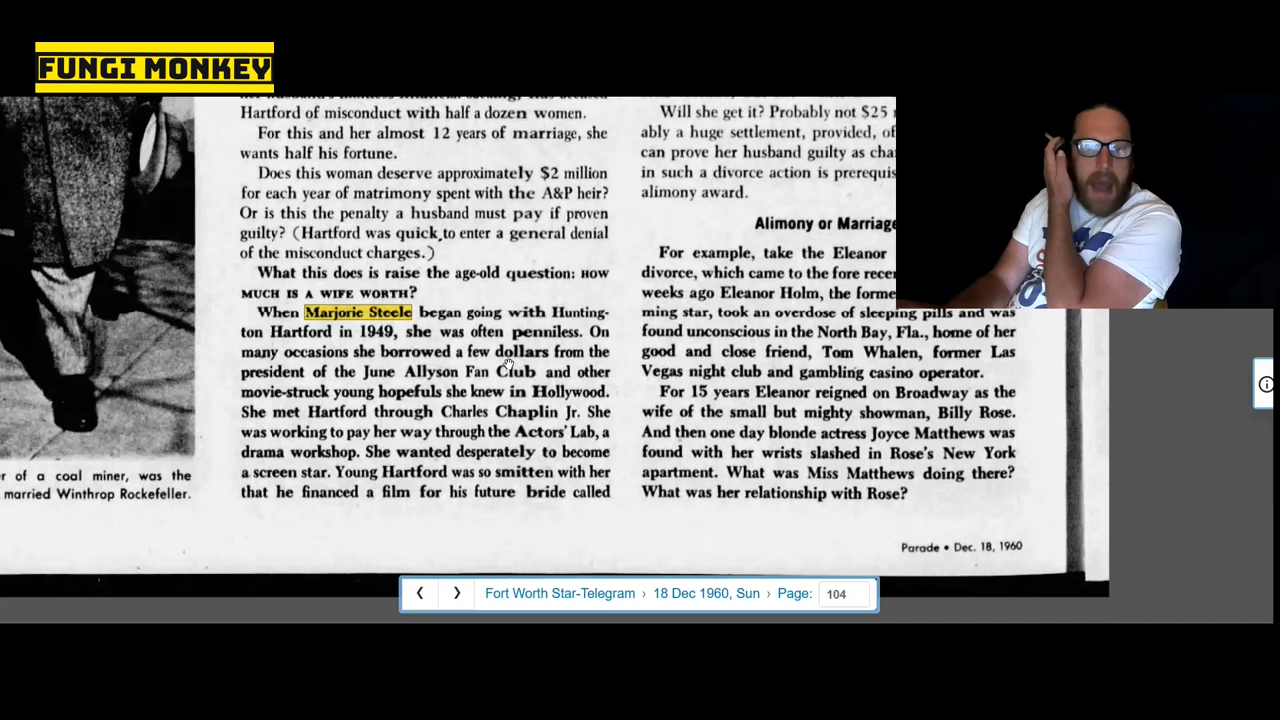 FUNGI MONKEY
Hartford of misconduct with half a dozen women.
For this and her almost 12 years of marriage, she
wants half his fortune.
Does this woman deserve approximately $2 million
for each year of matrimony spent with the A&P heir?
Or is this the penalty a husband must pay if proven
guilty? (Hartford was quick to enter a general denial
of the misconduct charges.)
What this does is raise the age-old question: HOW
MUCH IS A WIFE WORTH?
When Marjorie Steele began going with Hunting-
ton Hartford in 1949, she was often penniless. On
many occasions she borrowed a few dollars from the
president of the June Allyson Fan Club and other
movie-struck young hopefuls she knew in Hollywood.
She met Hartford through Charles Chaplin Jr. She
was working to pay her way through the Actors' Lab, a
drama workshop. She wanted desperately to become
a screen star. Young Hartford was so smitten with her
that he financed a film for his future bride called
Will she get it? Probably not $25
ably a huge settlement, provided, of
can prove her husband guilty as cha
in such a divorce action is prerequis
alimony award.
Alimony or Marriage
For example, take the Eleanor
divorce, which came to the fore recen
weeks ago Eleanor Holm, the forme
ming star, took an overdose of sleeping pills and was
found unconscious in the North Bay, Fla., home of her
good and close friend, Tom Whalen, former Las
Vegas night club and gambling casino operator.
For 15 years Eleanor reigned on Broadway as the
wife of the small but mighty showman, Billy Rose.
And then one day blonde actress Joyce Matthews was
found with her wrists slashed in Rose's New York
apartment. What was Miss Matthews doing there?
What was her relationship with Rose?
r of a coal miner, was the
married Winthrop Rockefeller.
Parade • Dec. 18, 1960
Fort Worth Star-Telegram › 18 Dec 1960, Sun › Page: 104